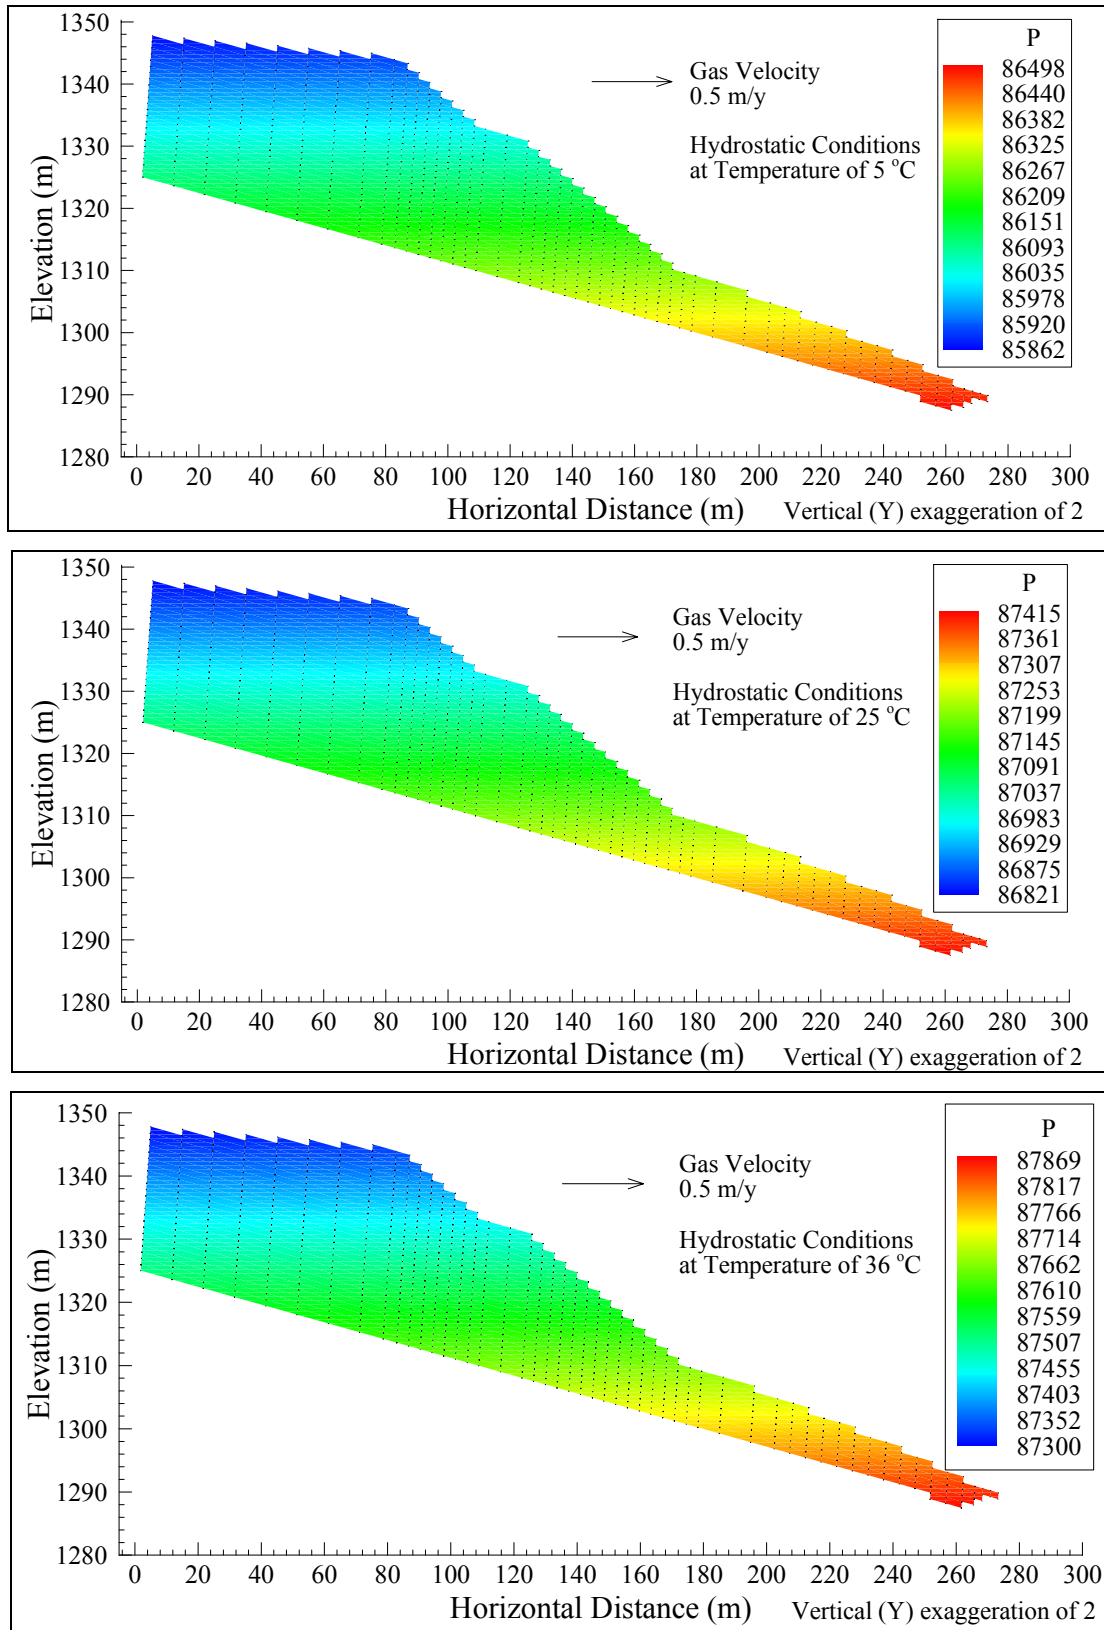 1350
1340
1330
1320
1310
1300
1290
1280
Elevation (m)
0 20 40 60 80 100 120 140 160 180 200 220 240 260 280 300
Horizontal Distance (m)
Vertical (Y) exaggeration of 2
Gas Velocity
0.5 m/y
Hydrostatic Conditions
at Temperature of 5 °C
P
86498
86440
86382
86325
86267
86209
86151
86093
86035
85978
85920
85862
1350
1340
1330
1320
1310
1300
1290
1280
Elevation (m)
0 20 40 60 80 100 120 140 160 180 200 220 240 260 280 300
Horizontal Distance (m)
Vertical (Y) exaggeration of 2
Gas Velocity
0.5 m/y
Hydrostatic Conditions
at Temperature of 25 °C
P
87415
87361
87307
87253
87199
87145
87091
87037
86983
86929
86875
86821
1350
1340
1330
1320
1310
1300
1290
1280
Elevation (m)
0 20 40 60 80 100 120 140 160 180 200 220 240 260 280 300
Horizontal Distance (m)
Vertical (Y) exaggeration of 2
Gas Velocity
0.5 m/y
Hydrostatic Conditions
at Temperature of 36 °C
P
87869
87817
87766
87714
87662
87610
87559
87507
87455
87403
87352
87300